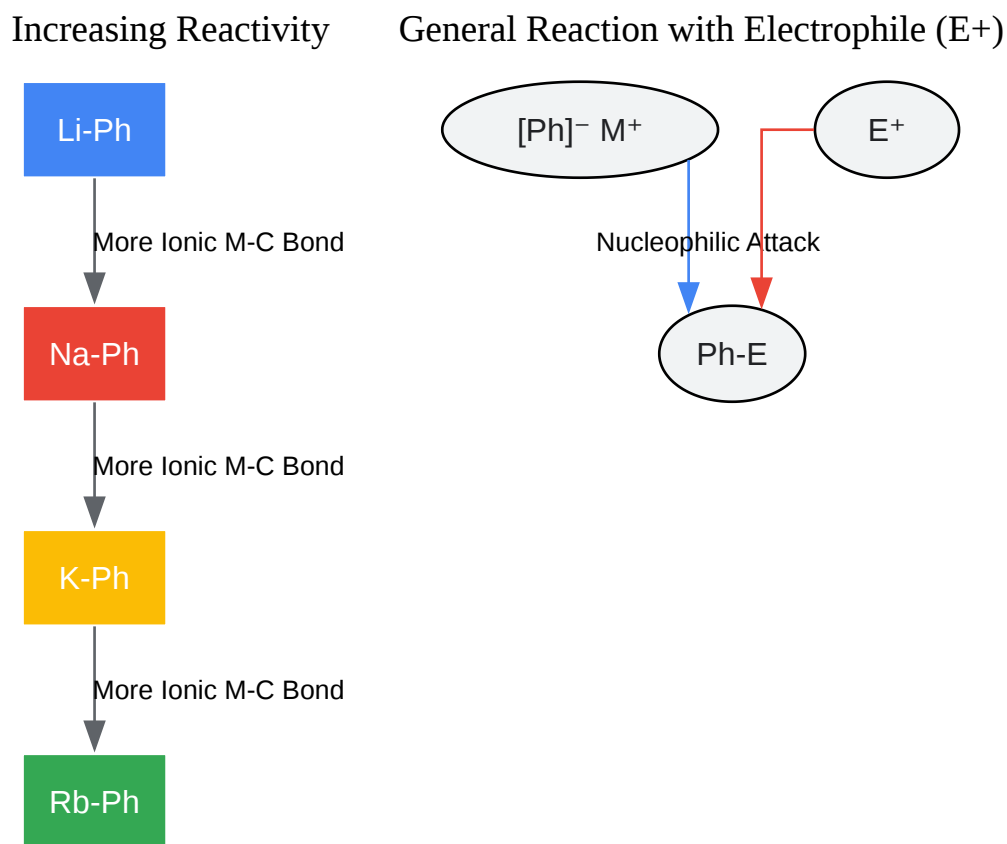 Increasing Reactivity
Li-Ph
More Ionic M-C Bond
Na-Ph
More Ionic M-C Bond
K-Ph
More Ionic M-C Bond
Rb-Ph
General Reaction with Electrophile (E+)
[Ph]⁻ M⁺
E⁺
Nucleophilic Attack
Ph-E